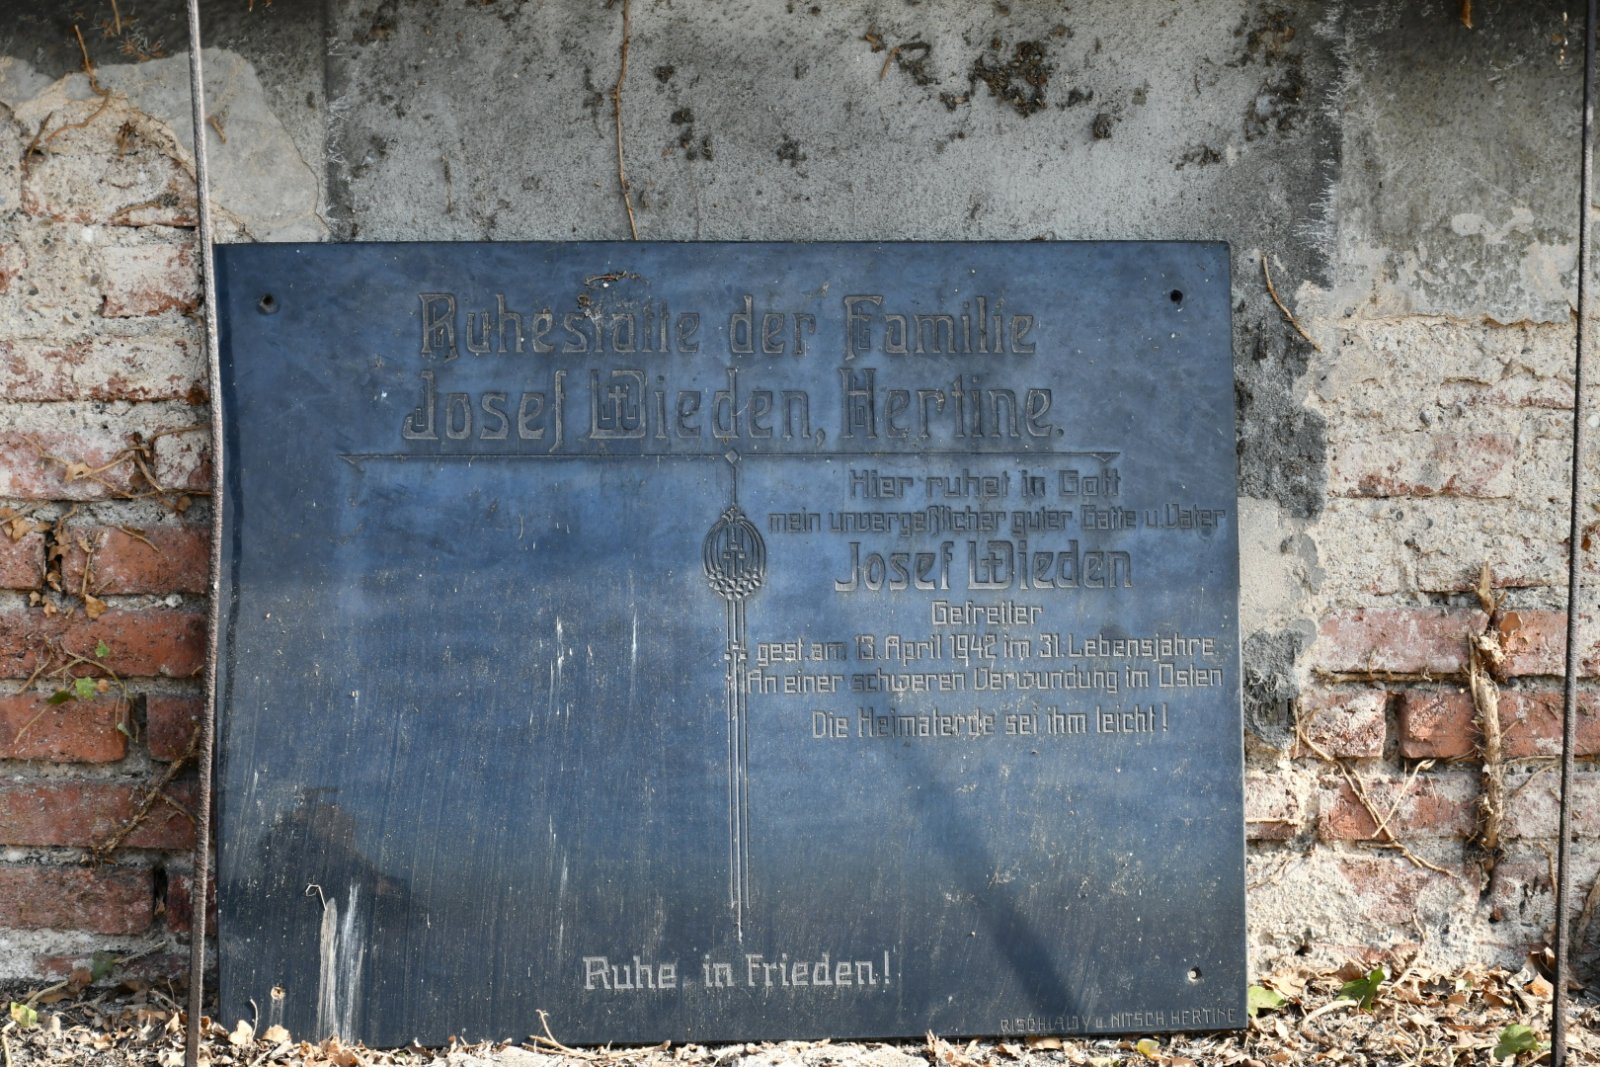 Ruhestätte der Familie
Josef Wieden, Hertine.
Hier ruhet in Gott
mein unvergeßlicher guter Gatte u. Vater
Josef Wieden
Gefreiter
gest. am 13. April 1942 im 31. Lebensjahre
An einer schweren Verwundung im Osten
Die Heimaterde sei ihm leicht!
Ruhe in Frieden!
u. NITSCH, HERTINE